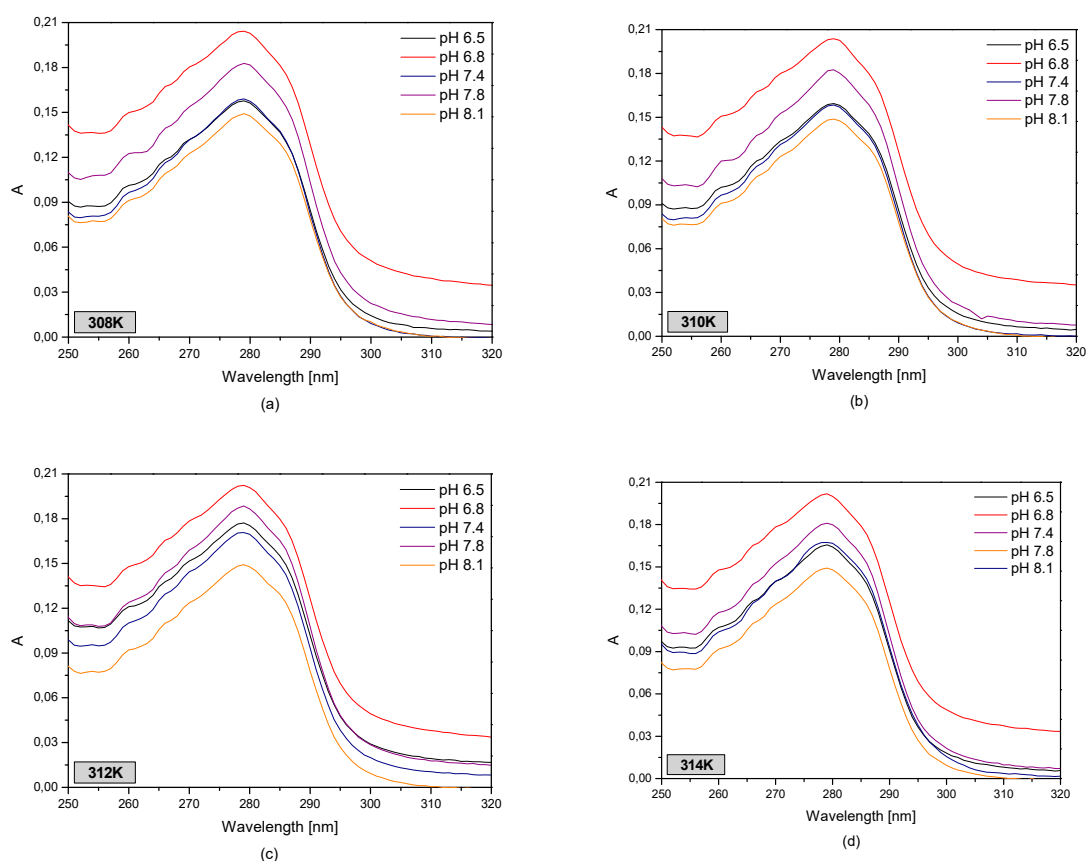 0,21
0,18
0,15
0,12
0,09
0,06
0,03
0,00
A
pH 6.5
pH 6.8
pH 7.4
pH 7.8
pH 8.1
308K
250 260 270 280 290 300 310 320
Wavelength [nm]
(a)
0,21
0,18
0,15
0,12
0,09
0,06
0,03
0,00
A
pH 6.5
pH 6.8
pH 7.4
pH 7.8
pH 8.1
310K
250 260 270 280 290 300 310 320
Wavelength [nm]
(b)
0,21
0,18
0,15
0,12
0,09
0,06
0,03
0,00
A
pH 6.5
pH 6.8
pH 7.4
pH 7.8
pH 8.1
312K
250 260 270 280 290 300 310 320
Wavelength [nm]
(c)
0,21
0,18
0,15
0,12
0,09
0,06
0,03
0,00
A
pH 6.5
pH 6.8
pH 7.4
pH 7.8
pH 8.1
314K
250 260 270 280 290 300 310 320
Wavelength [nm]
(d)